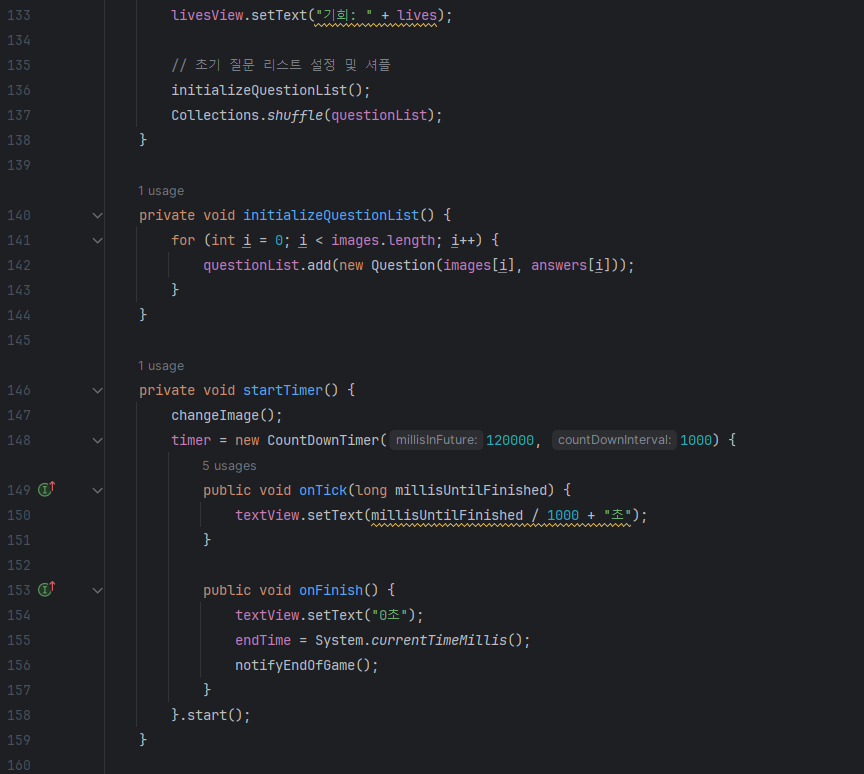 133 livesView.setText("기회: " + lives);
134
135 // 초기 질문 리스트 설정 및 셔플
136 initializeQuestionList();
137 Collections.shuffle(questionList);
138 }
139
1 usage
140 private void initializeQuestionList() {
141 for (int i = 0; i < images.length; i++) {
142 questionList.add(new Question(images[i], answers[i]));
143 }
144 }
145
1 usage
146 private void startTimer() {
147 changeImage();
148 timer = new CountDownTimer( millisInFuture: 120000, countDownInterval: 1000) {
5 usages
149 public void onTick(long millisUntilFinished) {
150 textView.setText(millisUntilFinished / 1000 + "초");
151 }
152
153 public void onFinish() {
154 textView.setText("0초");
155 endTime = System.currentTimeMillis();
156 notifyEndOfGame();
157 }
158 }.start();
159 }
160